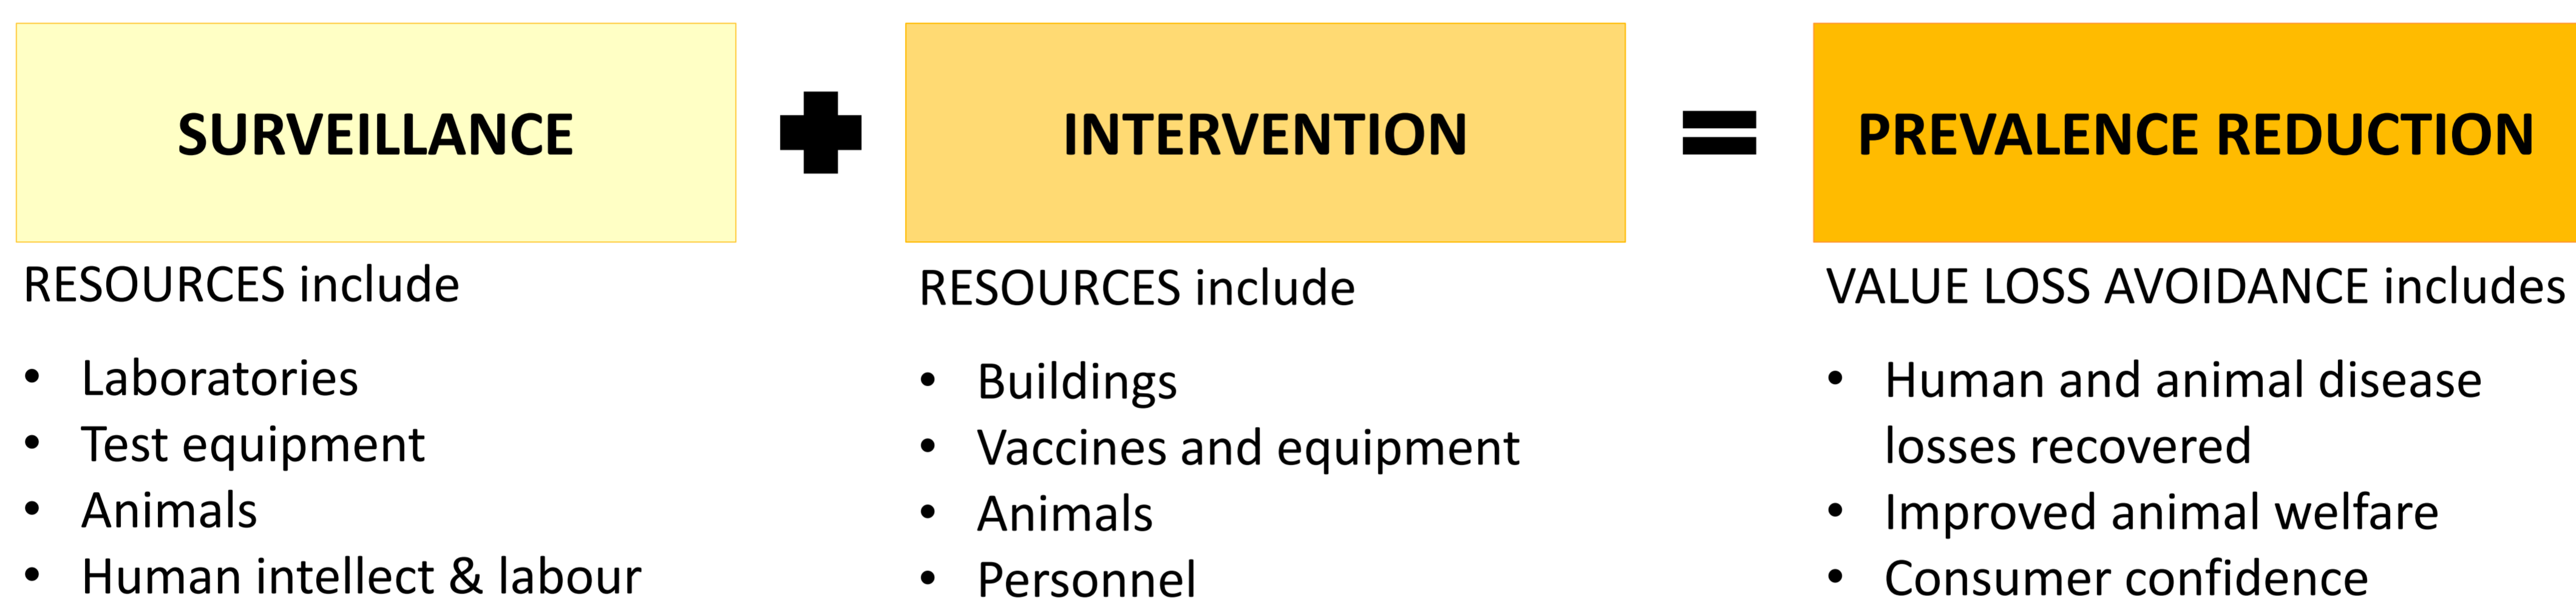 SURVEILLANCE
INTERVENTION
PREVALENCE REDUCTION
RESOURCES include
• Laboratories
• Test equipment
• Animals
• Human intellect & labour
RESOURCES include
• Buildings
• Vaccines and equipment
• Animals
• Personnel
VALUE LOSS AVOIDANCE includes
• Human and animal disease
losses recovered
• Improved animal welfare
• Consumer confidence